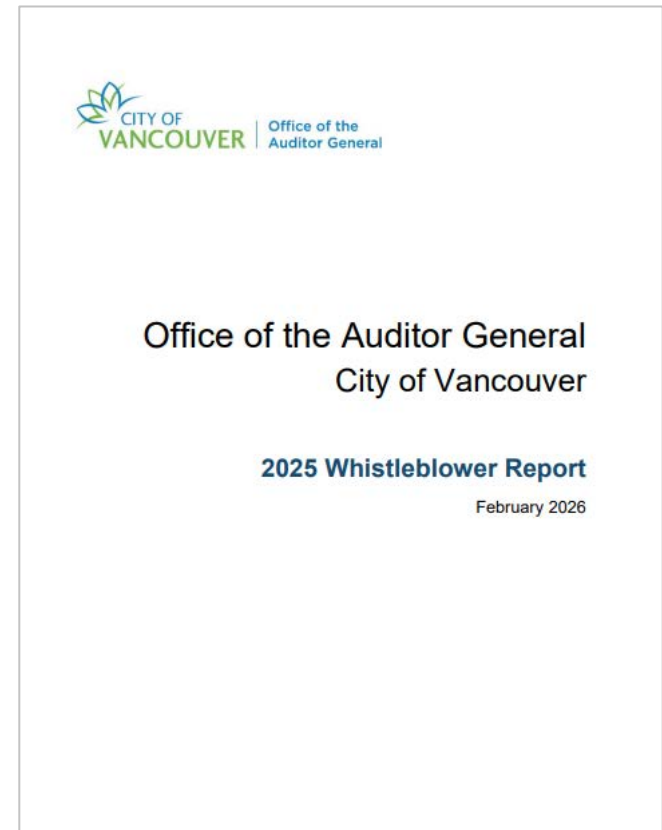 CITY OF
VANCOUVER
Office of the
Auditor General
Office of the Auditor General
City of Vancouver
2025 Whistleblower Report
February 2026